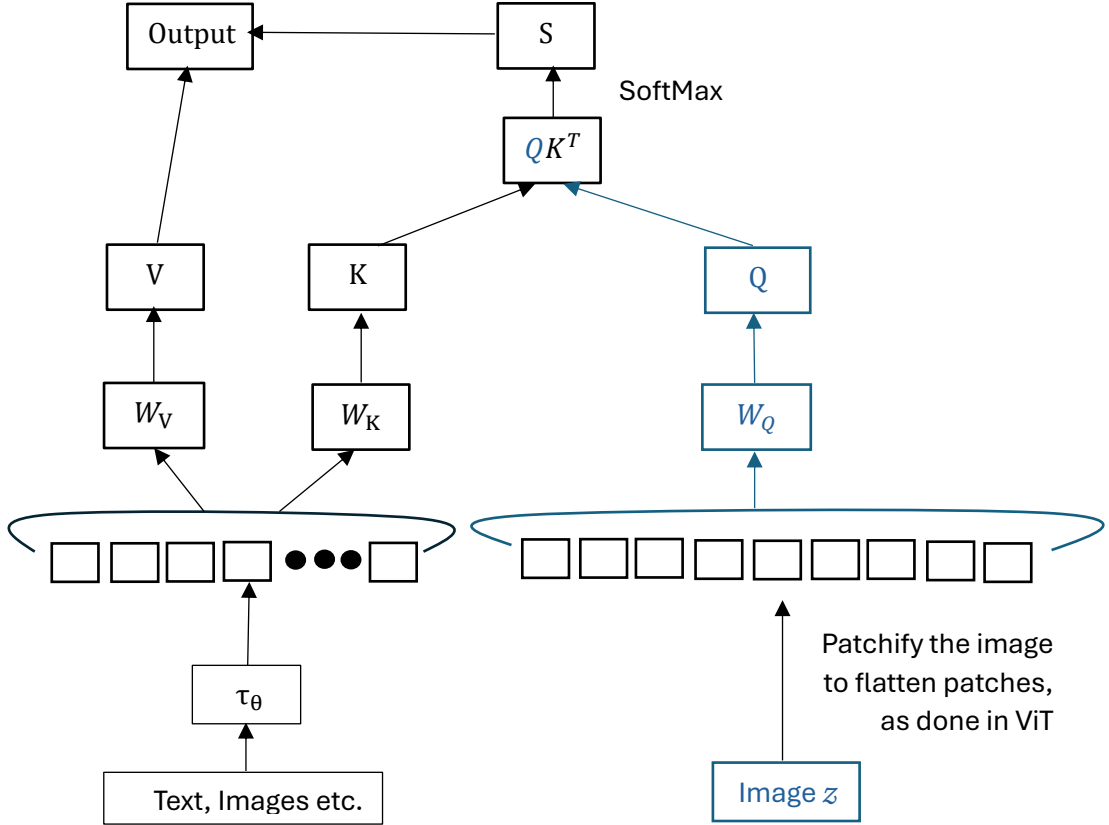 Output
S
SoftMax
QKᵀ
V
K
Q
W_V
W_K
W_Q
Patchify the image
to flatten patches,
as done in ViT
τ_θ
Text, Images etc.
Image z